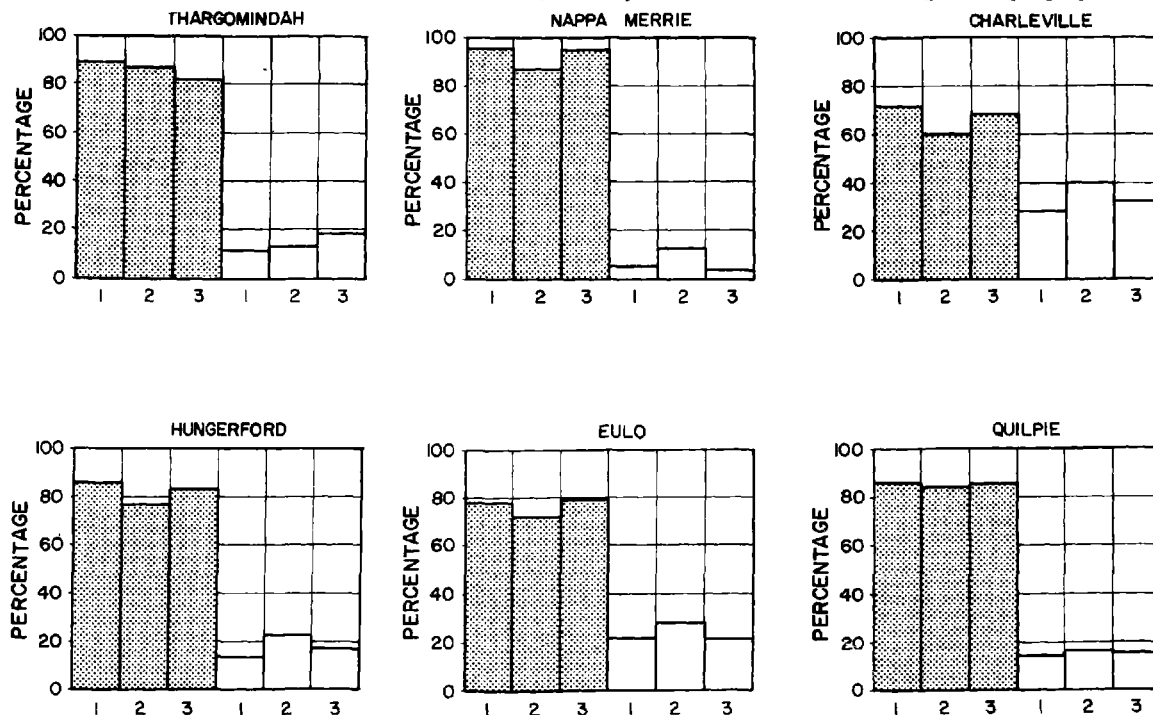 THARGOMINDAH
PERCENTAGE
100
80
60
40
20
0
1 2 3 1 2 3
NAPPA MERRIE
PERCENTAGE
100
80
60
40
20
0
1 2 3 1 2 3
CHARLEVILLE
PERCENTAGE
100
80
60
40
20
0
1 2 3 1 2 3
HUNGERFORD
PERCENTAGE
100
80
60
40
20
0
1 2 3 1 2 3
EULO
PERCENTAGE
100
80
60
40
20
0
1 2 3 1 2 3
QUILPIE
PERCENTAGE
100
80
60
40
20
0
1 2 3 1 2 3